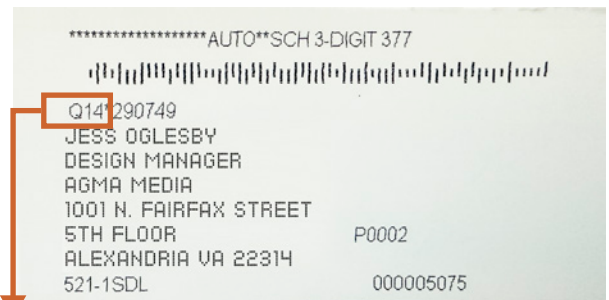 *******************AUTO**SCH 3-DIGIT 377
Q14*290749
JESS OGLESBY
DESIGN MANAGER
AGMA MEDIA
1001 N. FAIRFAX STREET
5TH FLOOR P0002
ALEXANDRIA VA 22314
521-1SDL 000005075